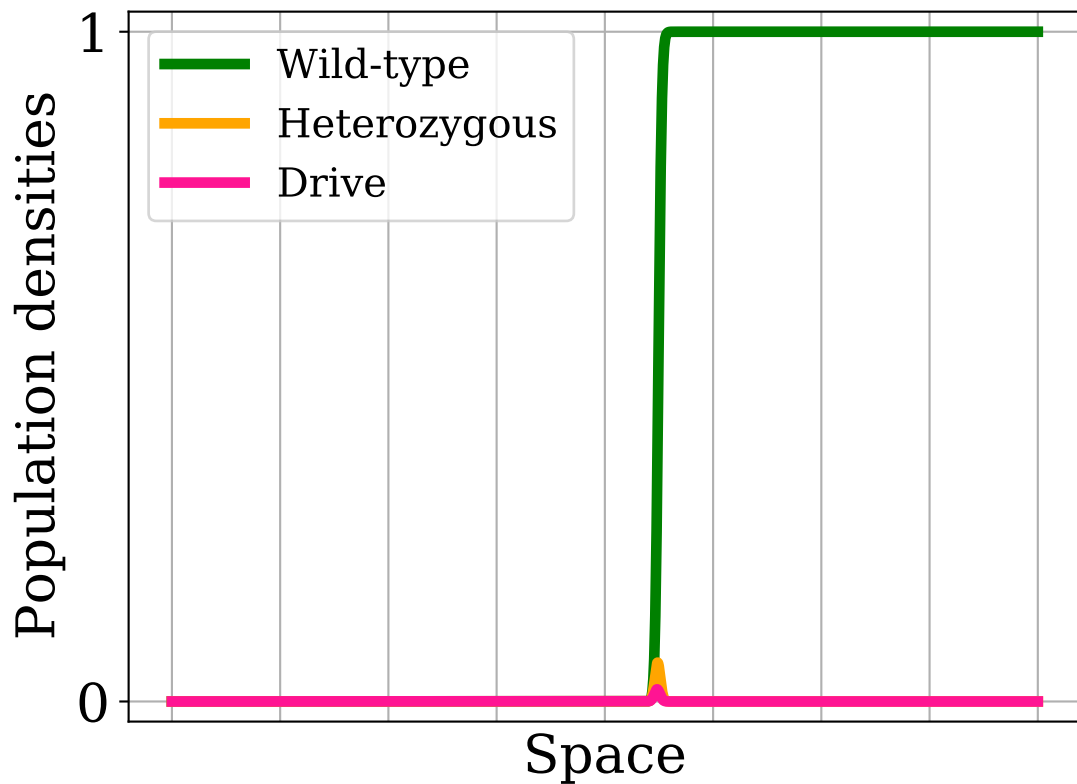 1
Wild-type
Heterozygous
Drive
Population densities
0
Space